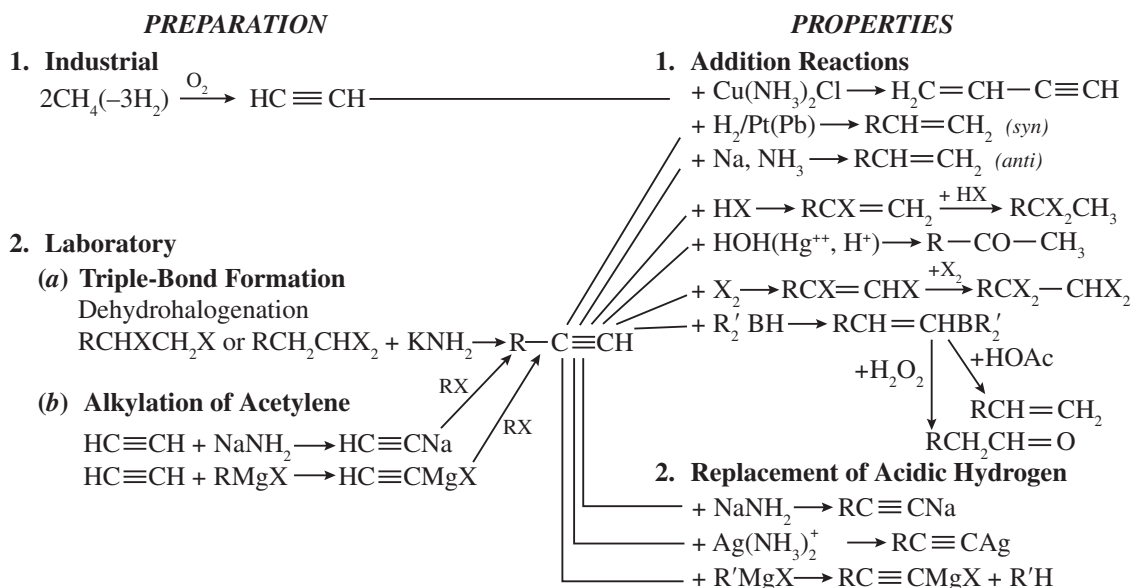 PREPARATION
1. Industrial
2CH₄(–3H₂) —O₂→ HC≡CH
2. Laboratory
(a) Triple-Bond Formation
Dehydrohalogenation
RCHXCH₂X or RCH₂CHX₂ + KNH₂ → R—C≡CH
RX
(b) Alkylation of Acetylene
RX
HC≡CH + NaNH₂ → HC≡CNa
HC≡CH + RMgX → HC≡CMgX
PROPERTIES
1. Addition Reactions
+ Cu(NH₃)₂Cl → H₂C=CH—C≡CH
+ H₂/Pt(Pb) → RCH=CH₂ (syn)
+ Na, NH₃ → RCH=CH₂ (anti)
+ HX → RCX=CH₂ —+ HX→ RCX₂CH₃
+ HOH(Hg⁺⁺, H⁺) → R—CO—CH₃
+ X₂ → RCX=CHX —+X₂→ RCX₂—CHX₂
+ R₂′ BH → RCH=CHBR₂′
+H₂O₂
+HOAc
RCH=CH₂
RCH₂CH=O
2. Replacement of Acidic Hydrogen
+ NaNH₂ → RC≡CNa
+ Ag(NH₃)₂⁺ → RC≡CAg
+ R′MgX → RC≡CMgX + R′H